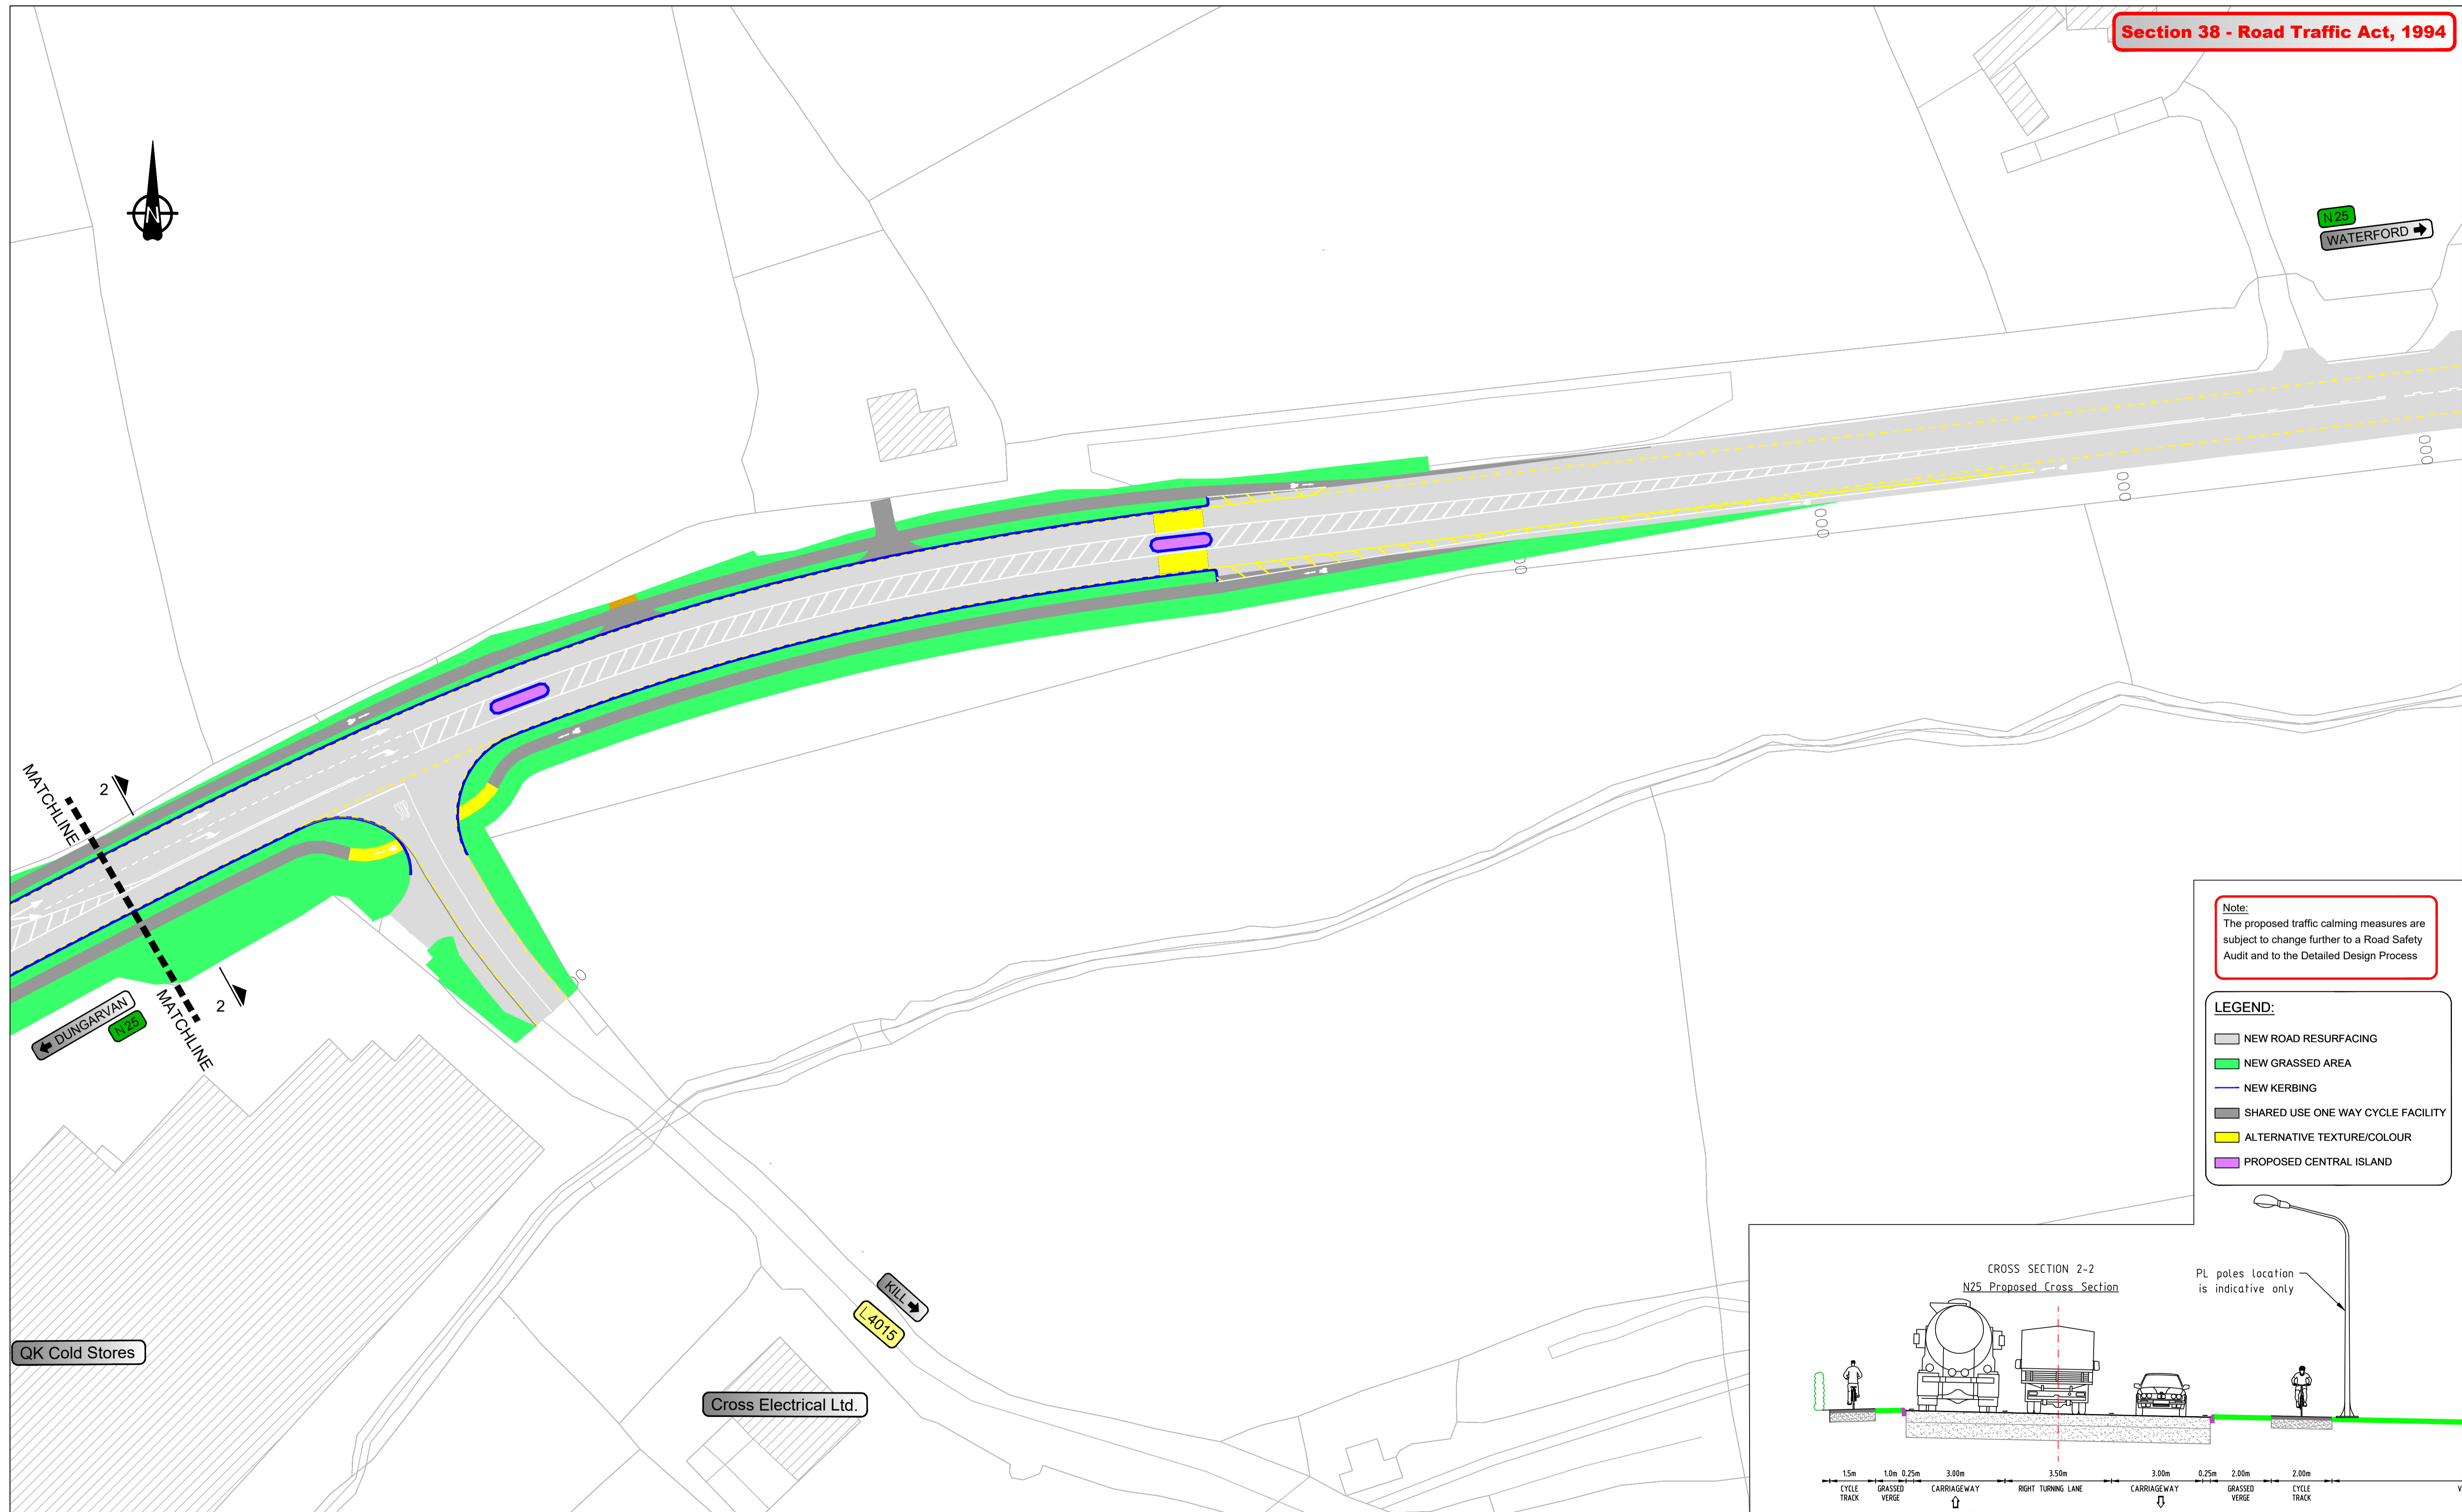 Section 38 - Road Traffic Act, 1994
N
N25
WATERFORD
MATCHLINE
2
2
MATCHLINE
DUNGARVAN
N25
QK Cold Stores
Cross Electrical Ltd.
KILL
L4015
Note:
The proposed traffic calming measures are
subject to change further to a Road Safety
Audit and to the Detailed Design Process
LEGEND:
NEW ROAD RESURFACING
NEW GRASSED AREA
NEW KERBING
SHARED USE ONE WAY CYCLE FACILITY
ALTERNATIVE TEXTURE/COLOUR
PROPOSED CENTRAL ISLAND
CROSS SECTION 2-2
N25 Proposed Cross Section
PL poles location
is indicative only
1.5m 1.0m 0.25m 3.00m 3.50m 3.00m 0.25m 2.00m 2.00m
CYCLE GRASSED CARRIAGEWAY RIGHT TURNING LANE CARRIAGEWAY GRASSED CYCLE
TRACK VERGE VERGE TRACK